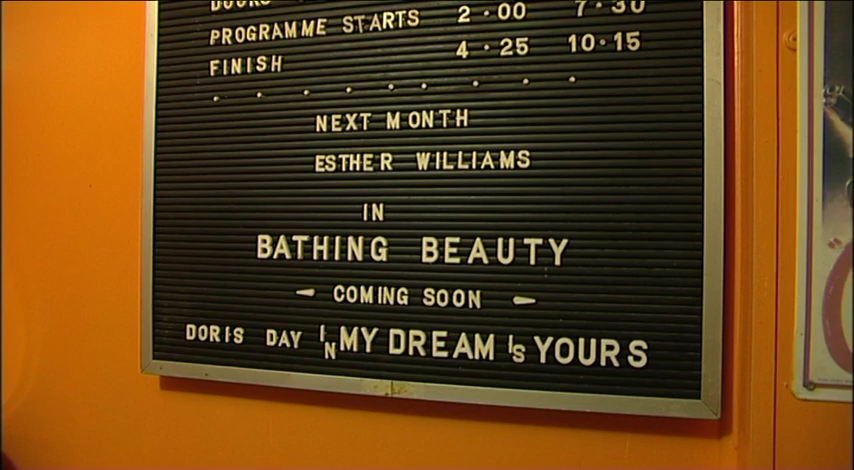 DOORS 7·30
PROGRAMME STARTS 2·00
FINISH 4·25 10·15
NEXT MONTH
ESTHER WILLIAMS
IN
BATHING BEAUTY
COMING SOON
DORIS DAY IN MY DREAM IS YOURS